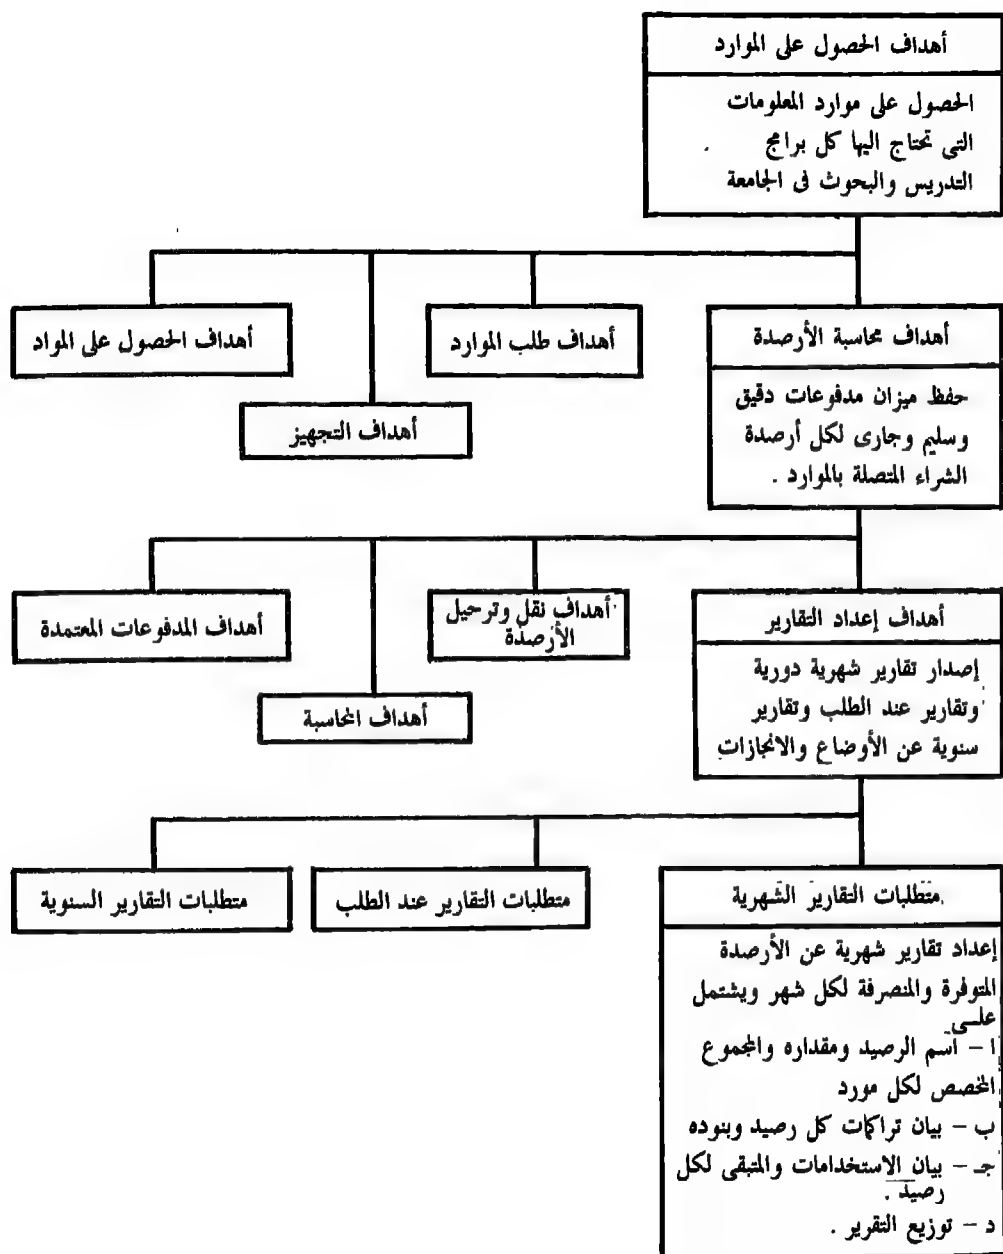 أهداف الحصول على الموارد
الحصول على موارد المعلومات
التى تحتاج اليها كل برامج
التدريس والبحوث فى الجامعة
أهداف محاسبة الأرصدة
حفظ ميزان مدفوعات دقيق
وسليم وجارى لكل أرصدة
الشراء المتصلة بالموارد .
أهداف طلب الموارد
أهداف التجهيز
أهداف الحصول على المواد
أهداف إعداد التقارير
إصدار تقارير شهرية دورية
وتقارير عند الطلب وتقارير
سنوية عن الأوضاع والانجازات
أهداف نقل وترحيل
الأرصدة
أهداف المحاسبة
أهداف المدفوعات المعتمدة
متطلبات التقارير الشهرية
إعداد تقارير شهرية عن الأرصدة
المتوفرة والمنصرفة لكل شهر ويشتمل
علــى
ا – اسم الرصيد ومقداره والمجموع
المخصص لكل مورد
ب – بيان تراكمات كل رصيد وبنوده
جـ – بيان الاستخدامات والمتبقى لكل
رصيد .
د – توزيع التقرير .
متطلبات التقارير عند الطلب
متطلبات التقارير السنوية